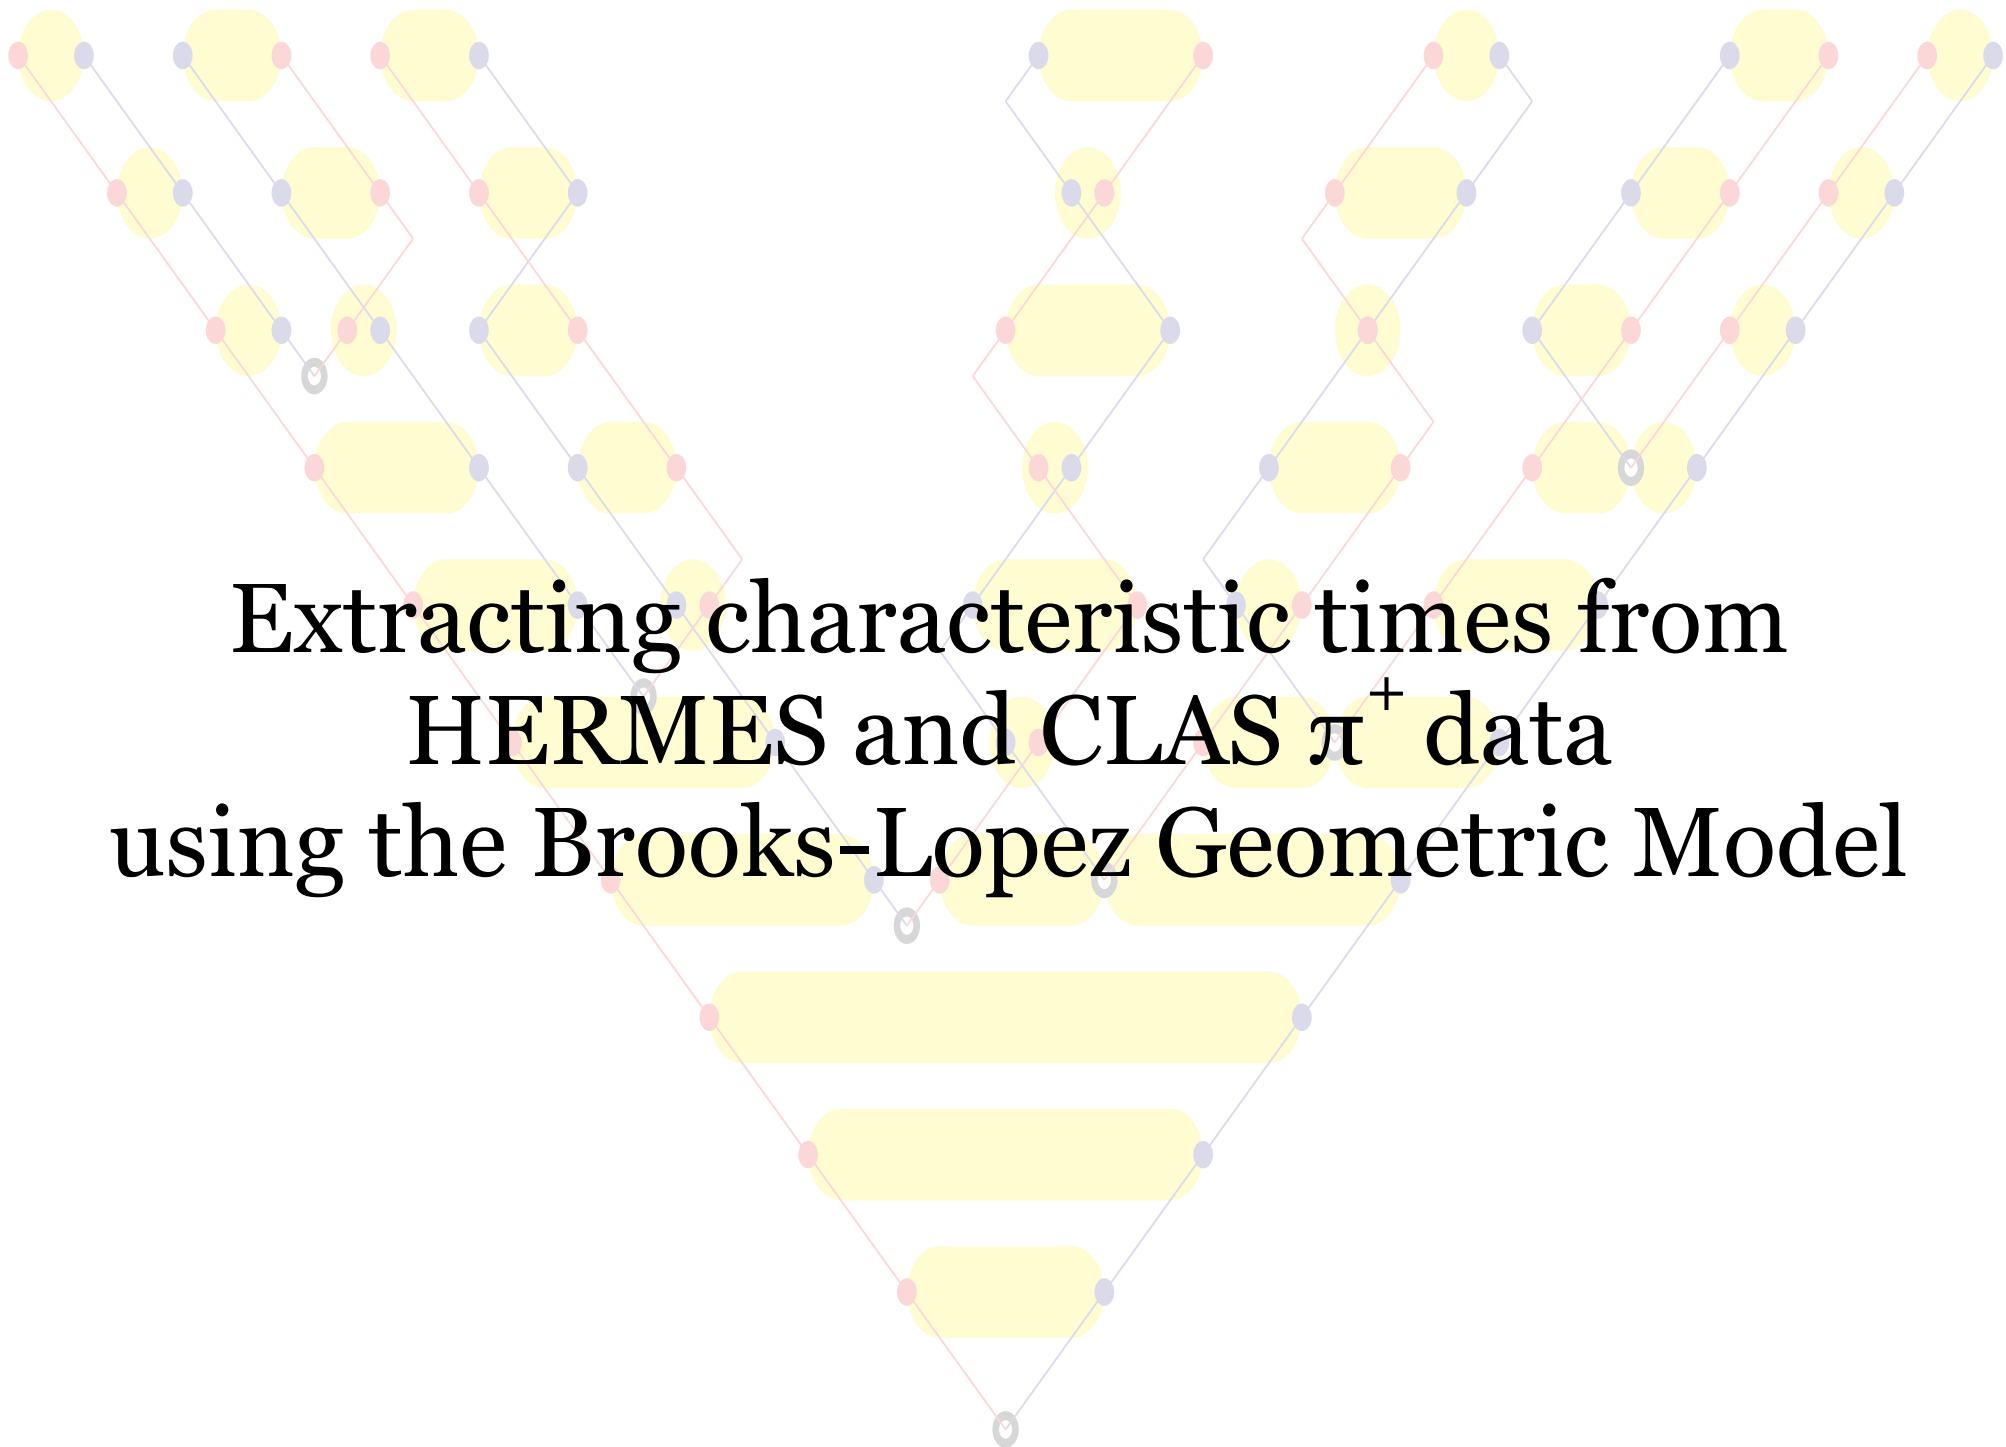 Extracting characteristic times from
HERMES and CLAS π⁺ data
using the Brooks-Lopez Geometric Model